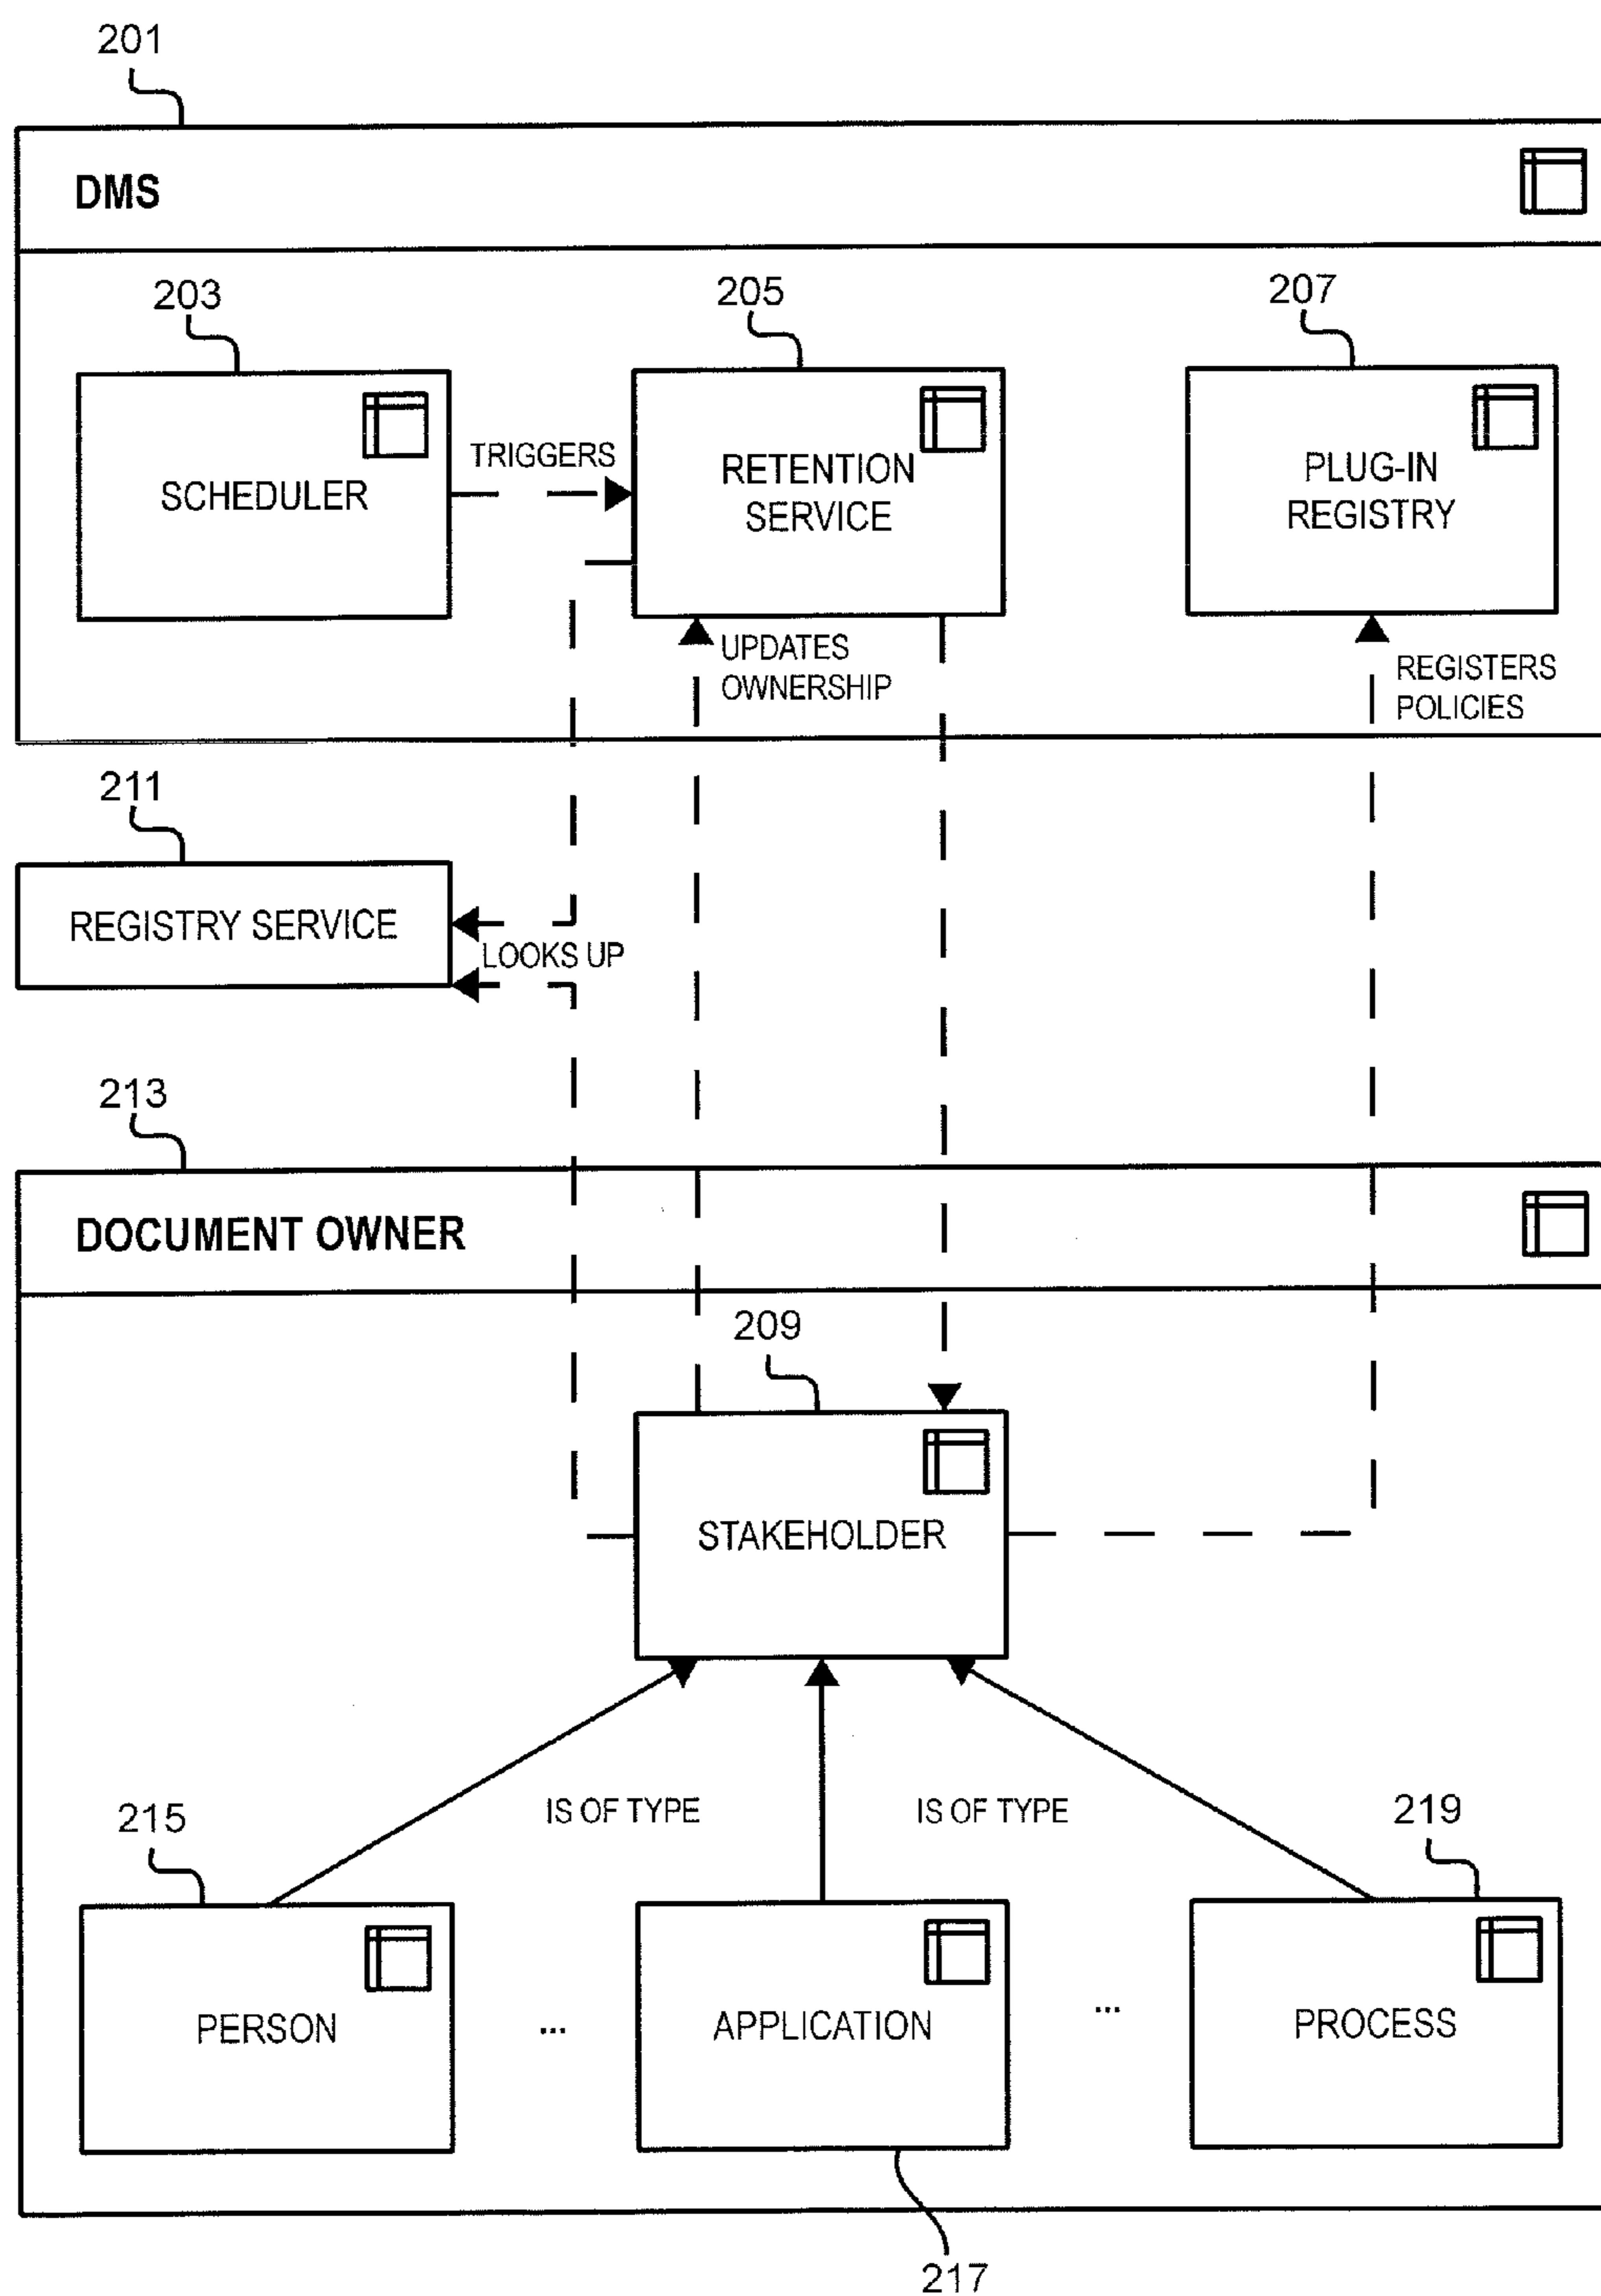 201
DMS
203
205
207
SCHEDULER
TRIGGERS
RETENTION
SERVICE
PLUG-IN
REGISTRY
UPDATES
OWNERSHIP
REGISTERS
POLICIES
211
REGISTRY SERVICE
LOOKS UP
213
DOCUMENT OWNER
209
STAKEHOLDER
IS OF TYPE
IS OF TYPE
215
219
PERSON
...
APPLICATION
...
PROCESS
217